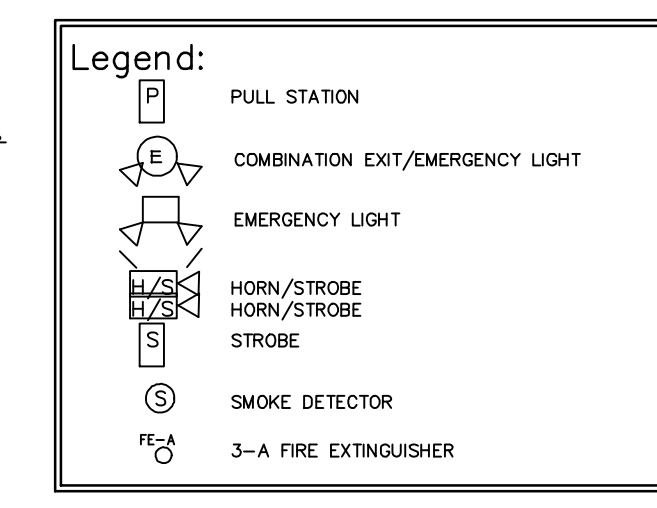 Legend:
P PULL STATION
E COMBINATION EXIT/EMERGENCY LIGHT
EMERGENCY LIGHT
H/S HORN/STROBE
H/S HORN/STROBE
S STROBE
S SMOKE DETECTOR
FE-A 3-A FIRE EXTINGUISHER